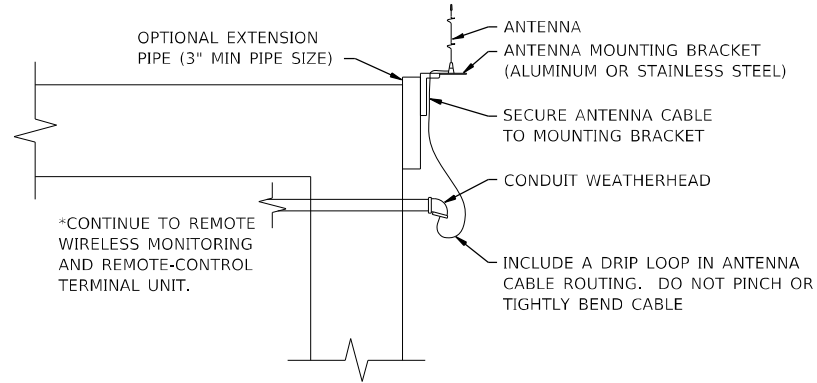 OPTIONAL EXTENSION
PIPE (3" MIN PIPE SIZE)
ANTENNA
ANTENNA MOUNTING BRACKET
(ALUMINUM OR STAINLESS STEEL)
SECURE ANTENNA CABLE
TO MOUNTING BRACKET
CONDUIT WEATHERHEAD
*CONTINUE TO REMOTE
WIRELESS MONITORING
AND REMOTE-CONTROL
TERMINAL UNIT.
INCLUDE A DRIP LOOP IN ANTENNA
CABLE ROUTING. DO NOT PINCH OR
TIGHTLY BEND CABLE